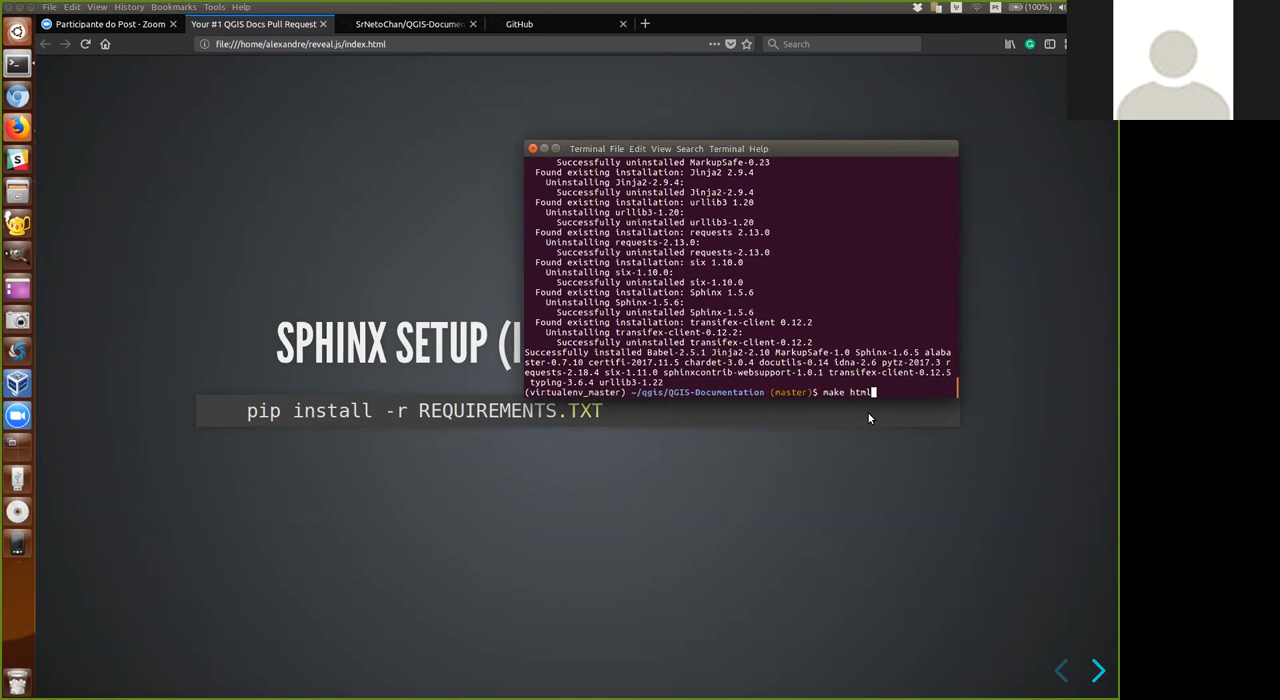 File Edit View History Bookmarks Tools Help
(100%)
Participante do Post - Zoom
Your #1 QGIS Docs Pull Request
SrNetoChan/QGIS-Documen
GitHub
file:///home/alexandre/reveal.js/index.html
Search
Terminal File Edit View Search Terminal Help
Successfully uninstalled MarkupSafe-0.23
Found existing installation: Jinja2 2.9.4
Uninstalling Jinja2-2.9.4:
Successfully uninstalled Jinja2-2.9.4
Found existing installation: urllib3 1.20
Uninstalling urllib3-1.20:
Successfully uninstalled urllib3-1.20
Found existing installation: requests 2.13.0
Uninstalling requests-2.13.0:
Successfully uninstalled requests-2.13.0
Found existing installation: six 1.10.0
Uninstalling six-1.10.0:
Successfully uninstalled six-1.10.0
Found existing installation: Sphinx 1.5.6
Uninstalling Sphinx-1.5.6:
Successfully uninstalled Sphinx-1.5.6
Found existing installation: transifex-client 0.12.2
Uninstalling transifex-client-0.12.2:
Successfully uninstalled transifex-client-0.12.2
Successfully installed Babel-2.5.1 Jinja2-2.10 MarkupSafe-1.0 Sphinx-1.6.5 alaba
ster-0.7.10 certifi-2017.11.5 chardet-3.0.4 docutils-0.14 idna-2.6 pytz-2017.3 r
equests-2.18.4 six-1.11.0 sphinxcontrib-websupport-1.0.1 transifex-client-0.12.5
typing-3.6.4 urllib3-1.22
(virtualenv_master) ~/qgis/QGIS-Documentation (master)$ make html
SPHINX SETUP (
pip install -r REQUIREMENTS.TXT